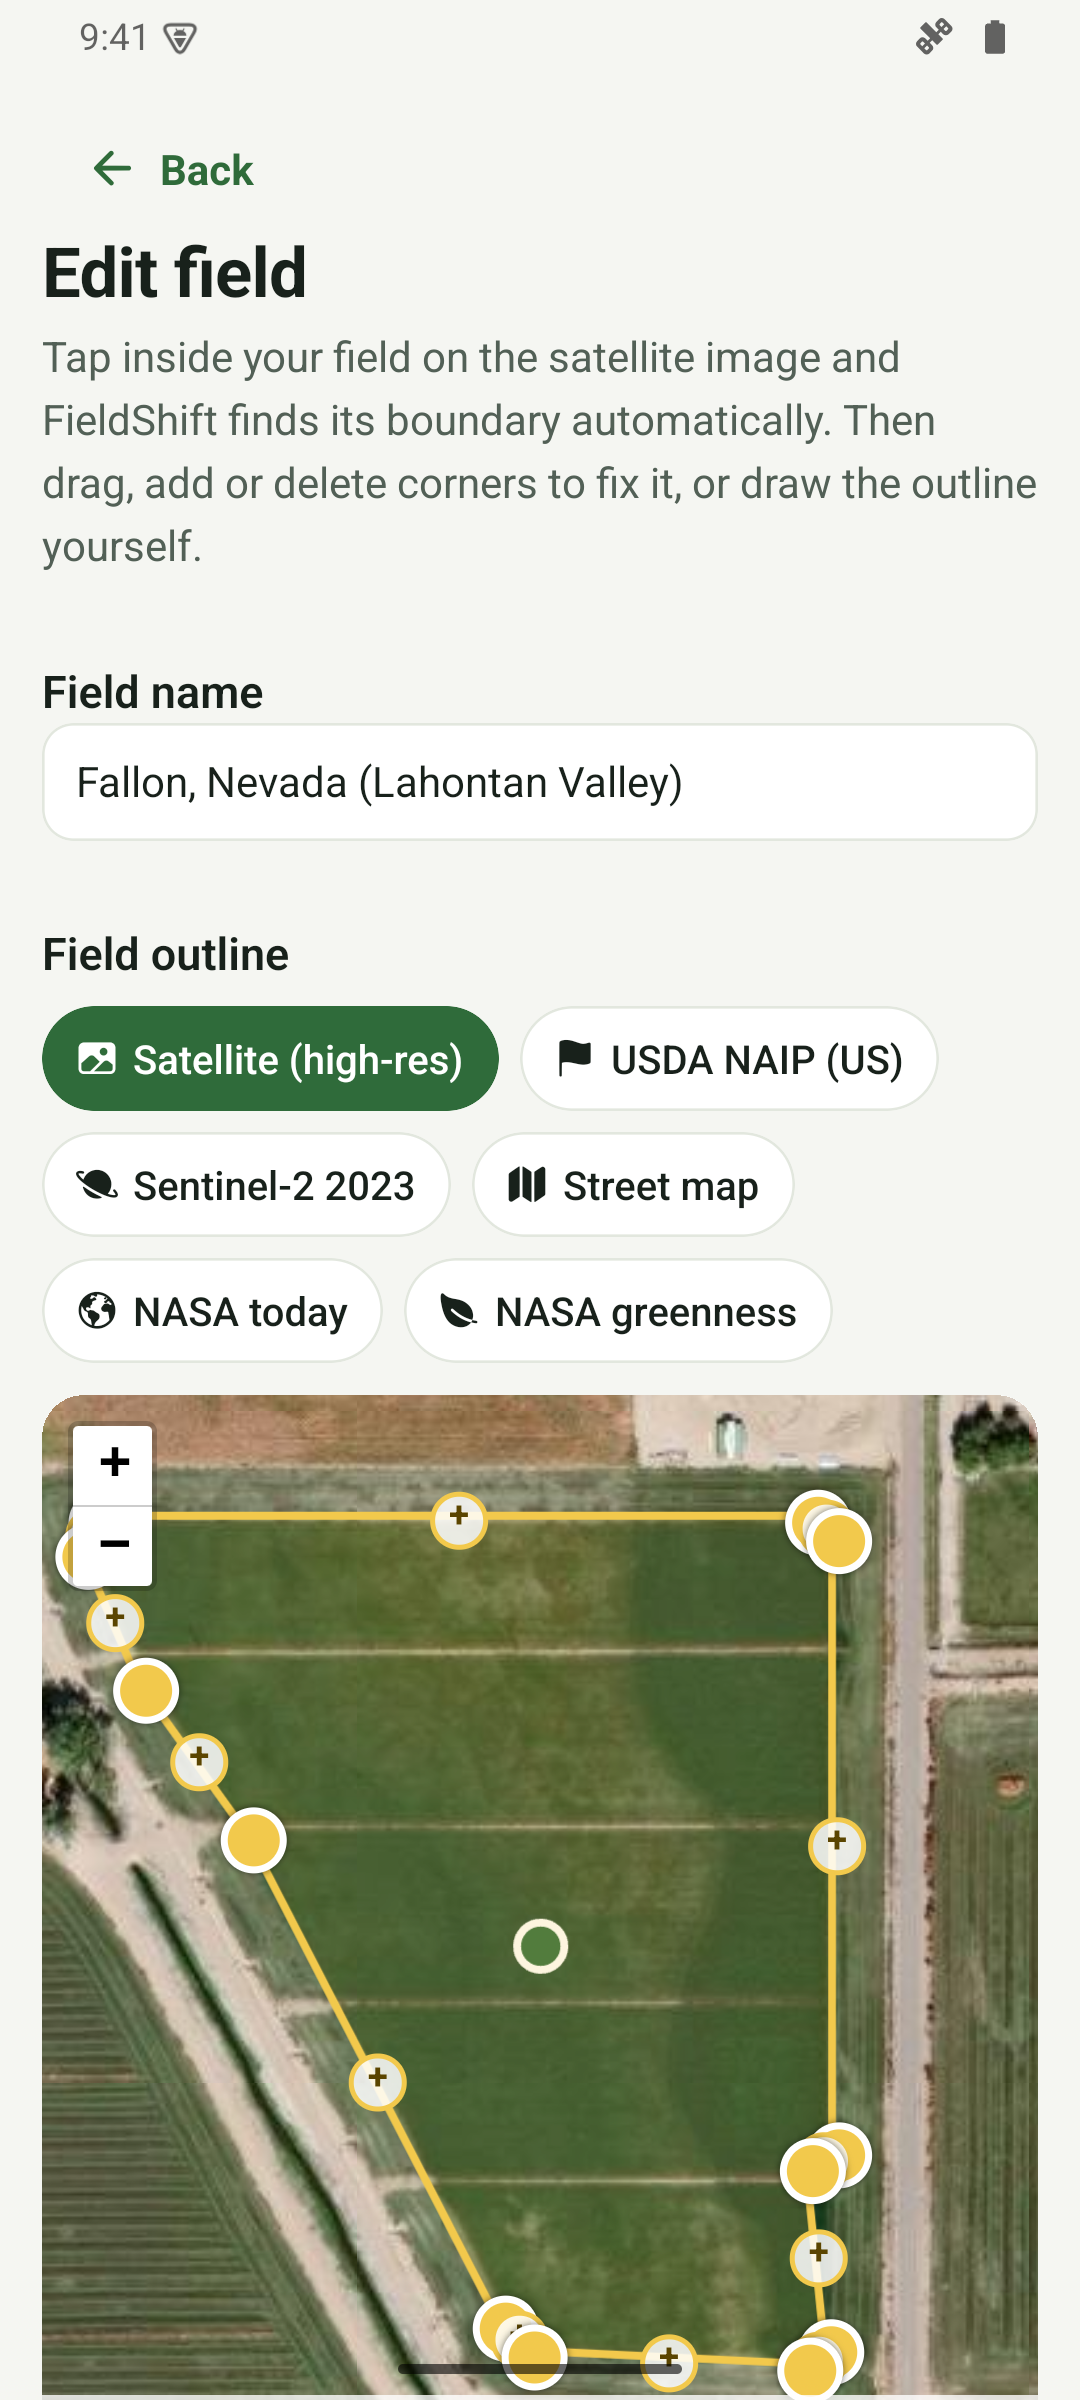 9:41
Back
Edit field
Tap inside your field on the satellite image and
FieldShift finds its boundary automatically. Then
drag, add or delete corners to fix it, or draw the outline
yourself.
Field name
Fallon, Nevada (Lahontan Valley)
Field outline
Satellite (high-res)
USDA NAIP (US)
Sentinel-2 2023
Street map
NASA today
NASA greenness
+
−
+
+
+
+
+
+
+